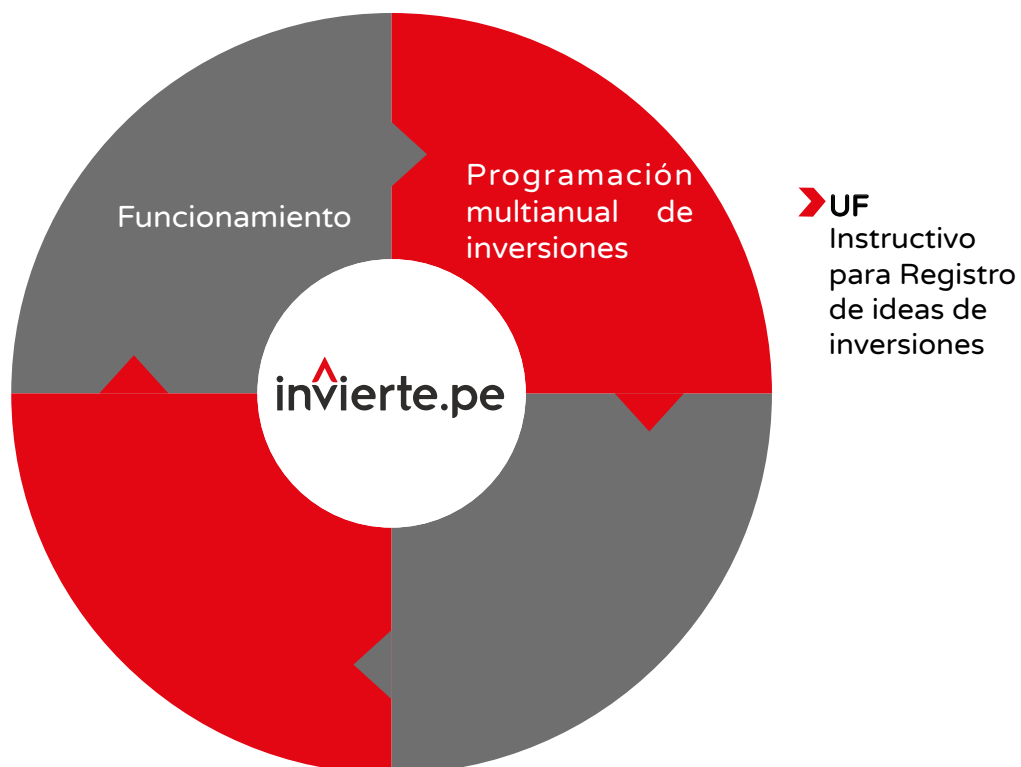 Funcionamiento
Programación
multianual de
inversiones
invierte.pe
UF
Instructivo
para Registro
de ideas de
inversiones